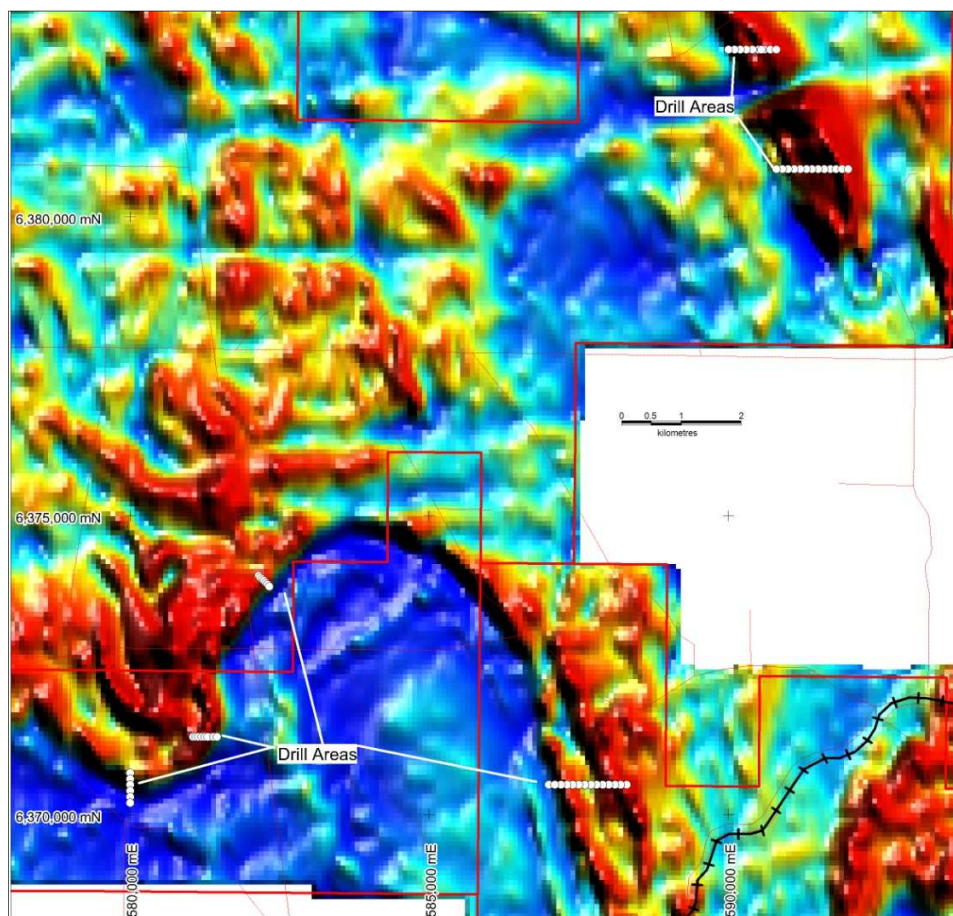 Drill Areas
6,380,000 mN
0 0.5 1 2
kilometres
6,375,000 mN
Drill Areas
6,370,000 mN
580,000 mE
585,000 mE
590,000 mE